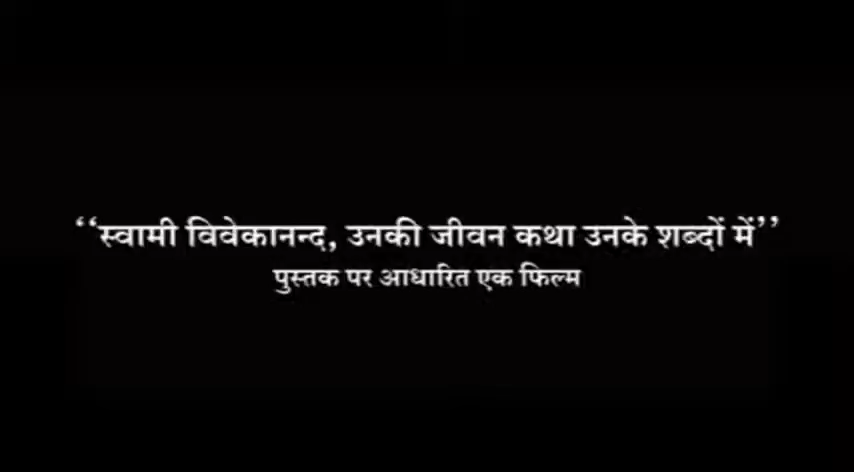 ‘‘स्वामी विवेकानन्द, उनकी जीवन कथा उनके शब्दों में’’
पुस्तक पर आधारित एक फिल्म